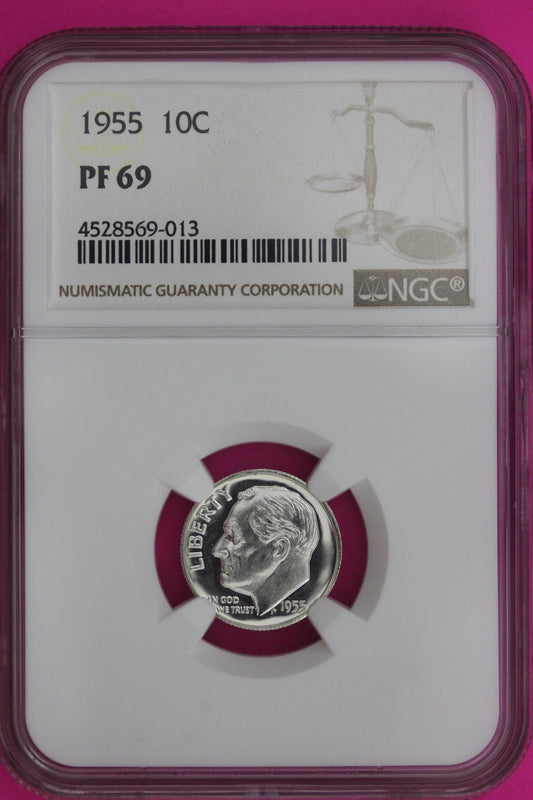 1955 10C
PF 69
4528569-013
NUMISMATIC GUARANTY CORPORATION
NGC®
LIBERTY
IN GOD
WE TRUST
1955